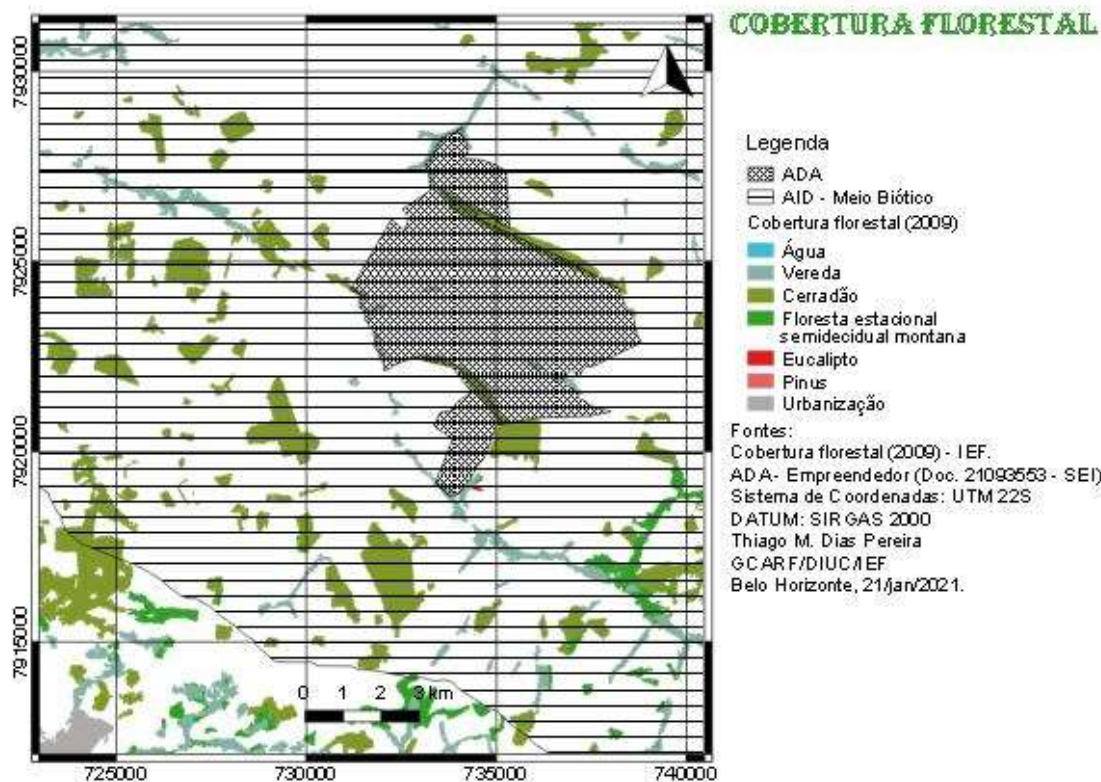 COBERTURA FLORESTAL
7930000
7925000
7920000
7915000
0 1 2 3 km
725000 730000 735000 740000
Legenda
ADA
AID - Meio Biótico
Cobertura florestal (2009)
Água
Vereda
Cerradão
Floresta estacional
semidecidual montana
Eucalipto
Pinus
Urbanização
Fontes:
Cobertura florestal (2009) - IEF.
ADA- Empreendedor (Doc. 21093553 - SEI)
Sistema de Coordenadas: UTM 22S
DATUM: SIRGAS 2000
Thiago M. Dias Pereira
GCARF/DIUC/IEF
Belo Horizonte, 21/jan/2021.